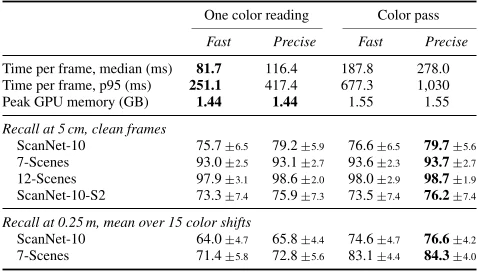 One color reading Color pass
Fast Precise Fast Precise
Time per frame, median (ms) 81.7 116.4 187.8 278.0
Time per frame, p95 (ms) 251.1 417.4 677.3 1,030
Peak GPU memory (GB) 1.44 1.44 1.55 1.55
Recall at 5 cm, clean frames
ScanNet-10 75.7 ±6.5 79.2 ±5.9 76.6 ±6.5 79.7 ±5.6
7-Scenes 93.0 ±2.5 93.1 ±2.7 93.6 ±2.3 93.7 ±2.7
12-Scenes 97.9 ±3.1 98.6 ±2.0 98.0 ±2.9 98.7 ±1.9
ScanNet-10-S2 73.3 ±7.4 75.9 ±7.3 73.5 ±7.4 76.2 ±7.4
Recall at 0.25 m, mean over 15 color shifts
ScanNet-10 64.0 ±4.7 65.8 ±4.4 74.6 ±4.7 76.6 ±4.2
7-Scenes 71.4 ±5.8 72.8 ±5.6 83.1 ±4.4 84.3 ±4.0